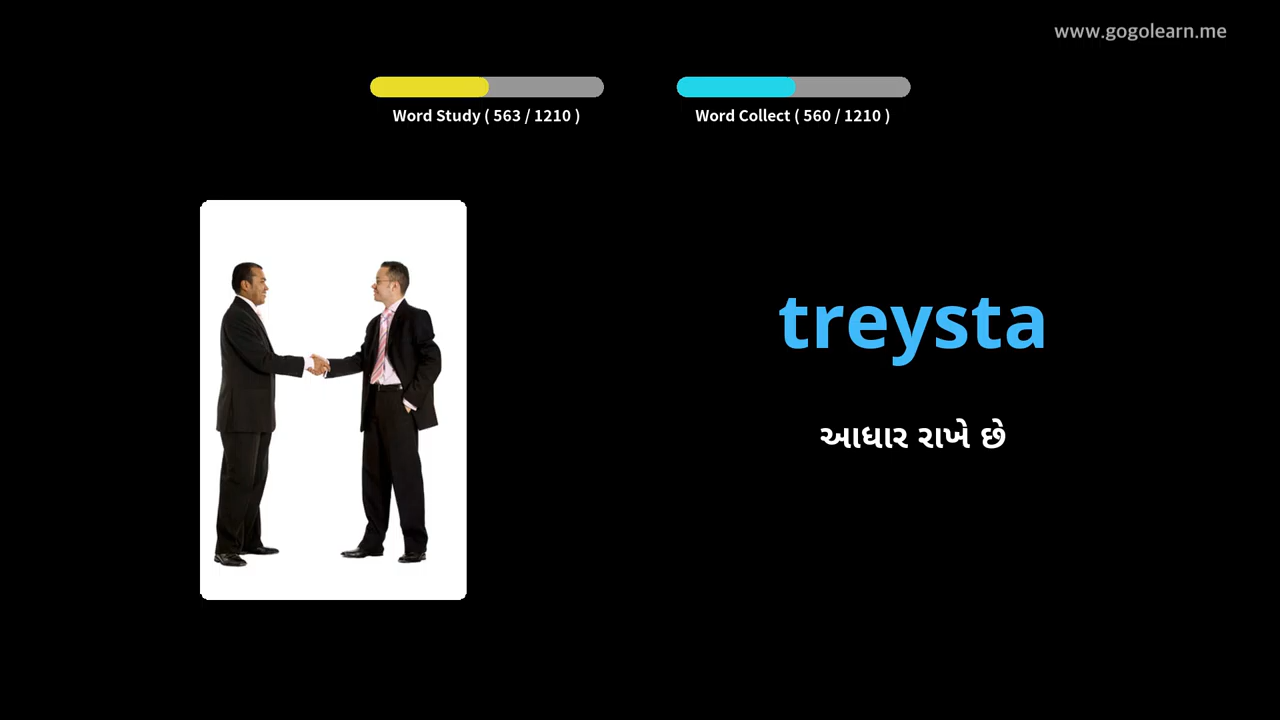 www.gogolearn.me
Word Study ( 563 / 1210 )
Word Collect ( 560 / 1210 )
treysta
આધાર રાખે છે